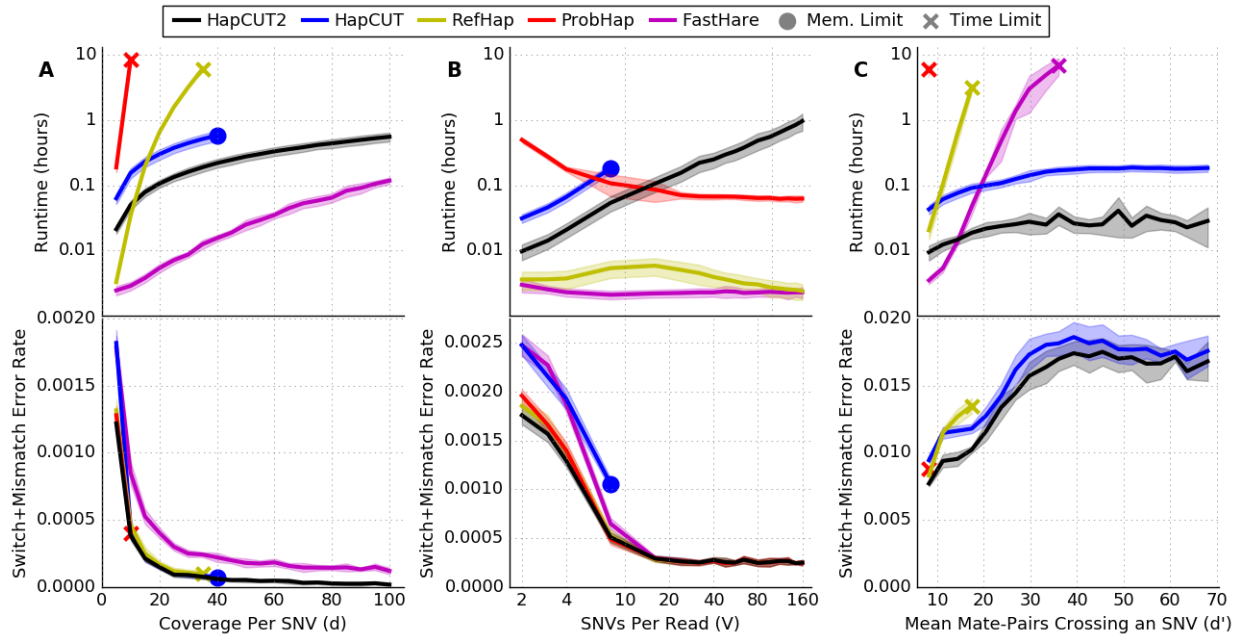 HapCUT2 HapCUT RefHap ProbHap FastHare Mem. Limit Time Limit
A
Runtime (hours)
10
1
0.1
0.01
Switch+Mismatch Error Rate
0.0020
0.0015
0.0010
0.0005
0.0000
0 20 40 60 80 100
Coverage Per SNV (d)
B
Runtime (hours)
10
1
0.1
0.01
Switch+Mismatch Error Rate
0.0025
0.0020
0.0015
0.0010
0.0005
0.0000
2 4 10 20 40 80 160
SNVs Per Read (V)
C
Runtime (hours)
10
1
0.1
0.01
Switch+Mismatch Error Rate
0.020
0.015
0.010
0.005
0.000
10 20 30 40 50 60 70
Mean Mate-Pairs Crossing an SNV (d')